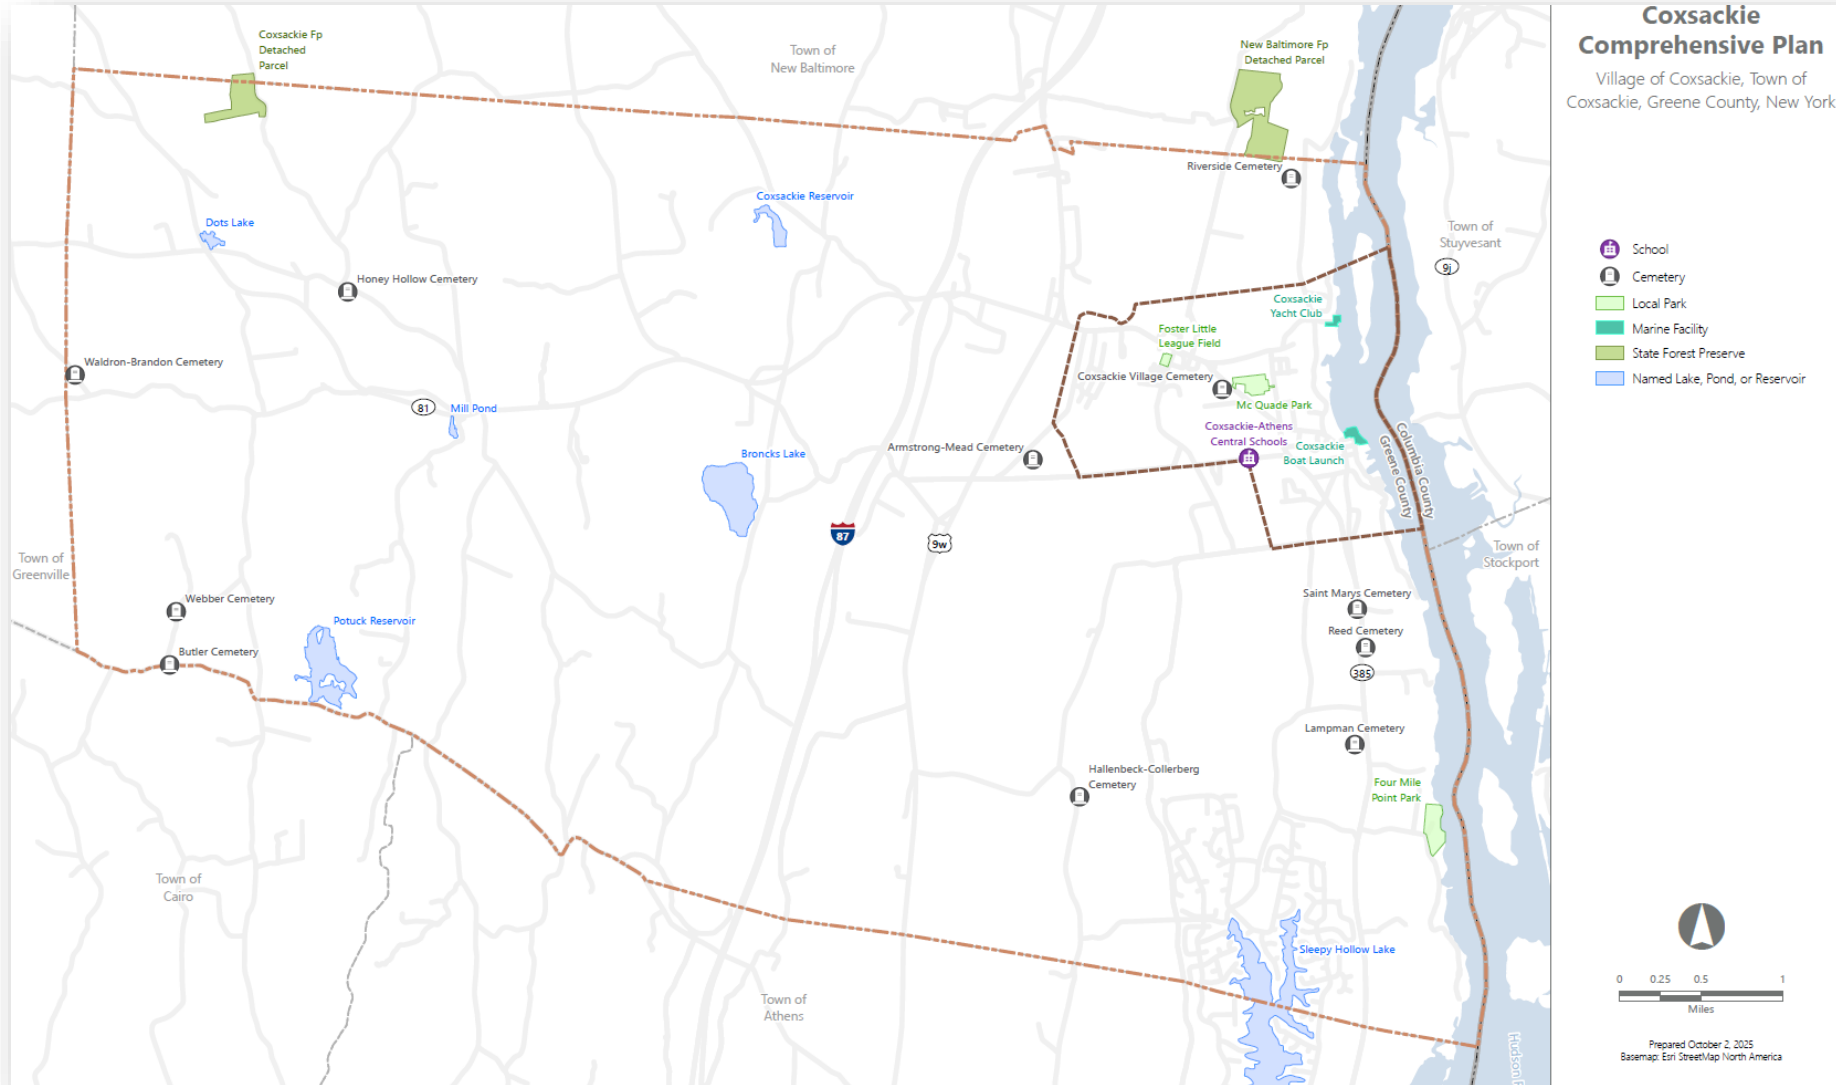 Coxsackie
Comprehensive Plan
Village of Coxsackie, Town of
Coxsackie, Greene County, New York
School
Cemetery
Local Park
Marine Facility
State Forest Preserve
Named Lake, Pond, or Reservoir
0 0.25 0.5 1
Miles
Prepared October 2, 2025
Basemap: Esri StreetMap North America
Coxsackie Fp
Detached
Parcel
Town of
New Baltimore
New Baltimore Fp
Detached Parcel
Riverside Cemetery
Coxsackie Reservoir
Dots Lake
Town of
Stuyvesant
9j
Honey Hollow Cemetery
Coxsackie
Yacht Club
Foster Little
League Field
Waldron-Brandon Cemetery
Coxsackie Village Cemetery
Mc Quade Park
81
Mill Pond
Coxsackie-Athens
Central Schools
Coxsackie
Boat Launch
Columbia County
Greene County
Armstrong-Mead Cemetery
Broncks Lake
87
9w
Town of
Stockport
Town of
Greenville
Webber Cemetery
Saint Marys Cemetery
Potuck Reservoir
Reed Cemetery
Butler Cemetery
385
Lampman Cemetery
Hallenbeck-Collerberg
Cemetery
Four Mile
Point Park
Town of
Cairo
Sleepy Hollow Lake
Town of
Athens
Hudson